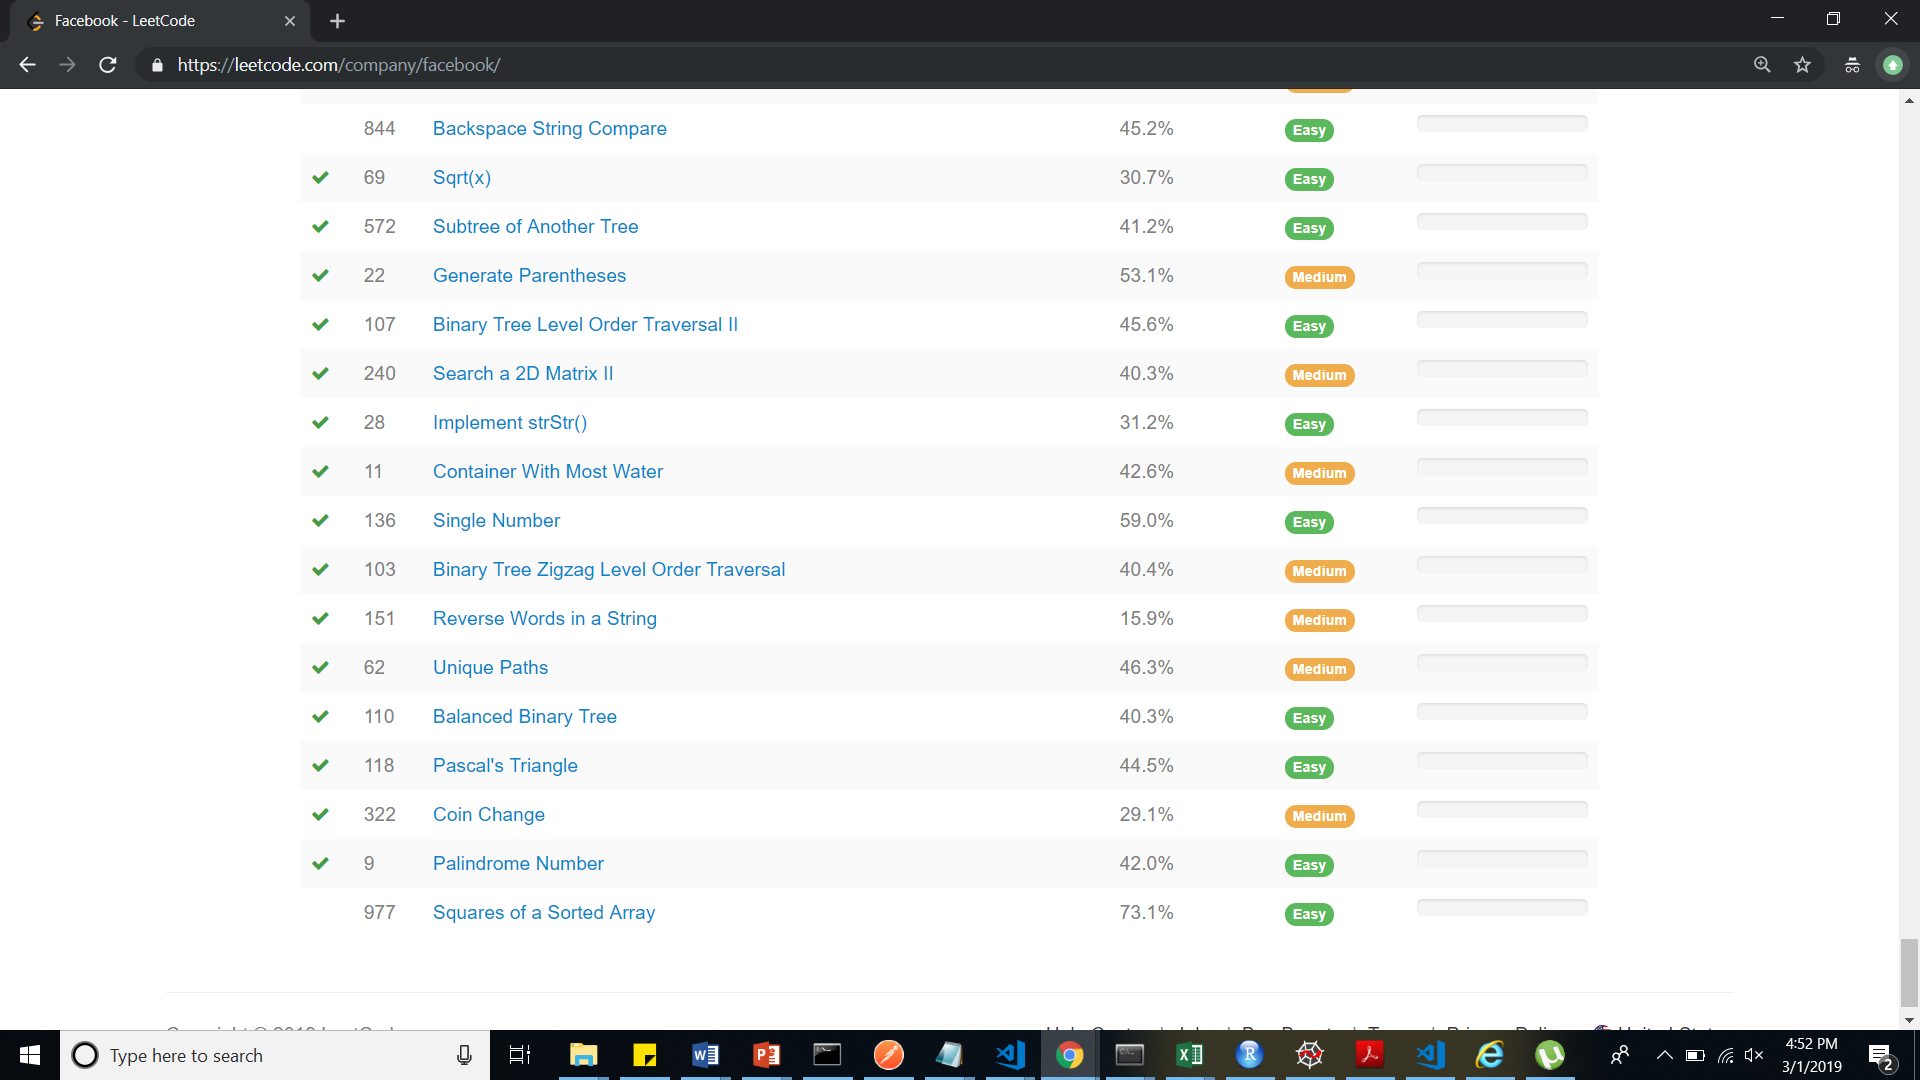 Facebook - LeetCode
https://leetcode.com/company/facebook/
844 Backspace String Compare 45.2% Easy
69 Sqrt(x) 30.7% Easy
572 Subtree of Another Tree 41.2% Easy
22 Generate Parentheses 53.1% Medium
107 Binary Tree Level Order Traversal II 45.6% Easy
240 Search a 2D Matrix II 40.3% Medium
28 Implement strStr() 31.2% Easy
11 Container With Most Water 42.6% Medium
136 Single Number 59.0% Easy
103 Binary Tree Zigzag Level Order Traversal 40.4% Medium
151 Reverse Words in a String 15.9% Medium
62 Unique Paths 46.3% Medium
110 Balanced Binary Tree 40.3% Easy
118 Pascal's Triangle 44.5% Easy
322 Coin Change 29.1% Medium
9 Palindrome Number 42.0% Easy
977 Squares of a Sorted Array 73.1% Easy
Type here to search
4:52 PM
3/1/2019
2